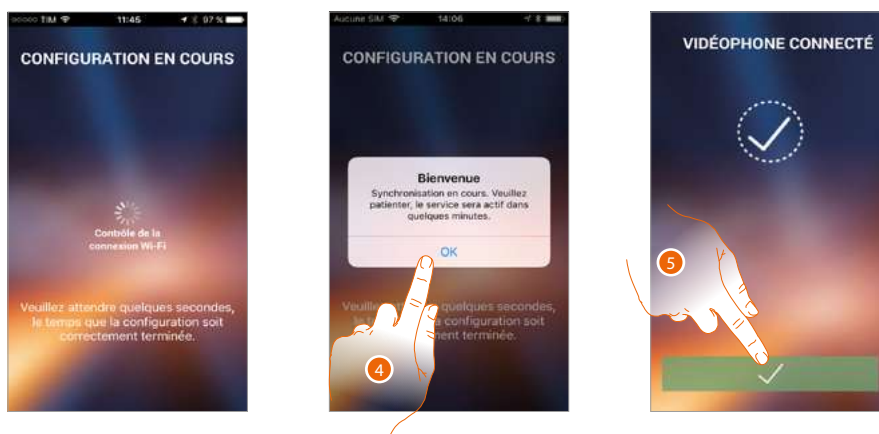 TIM 11:45 97 %
CONFIGURATION EN COURS
Contrôle de la
connexion Wi-Fi
Veuillez attendre quelques secondes,
le temps que la configuration soit
correctement terminée.
Aucune SIM 14:06
CONFIGURATION EN COURS
Bienvenue
Synchronisation en cours. Veuillez
patienter, le service sera actif dans
quelques minutes.
OK
quelques secondes,
a configuration soit
ment terminée.
4
VIDÉOPHONE CONNECTÉ
5